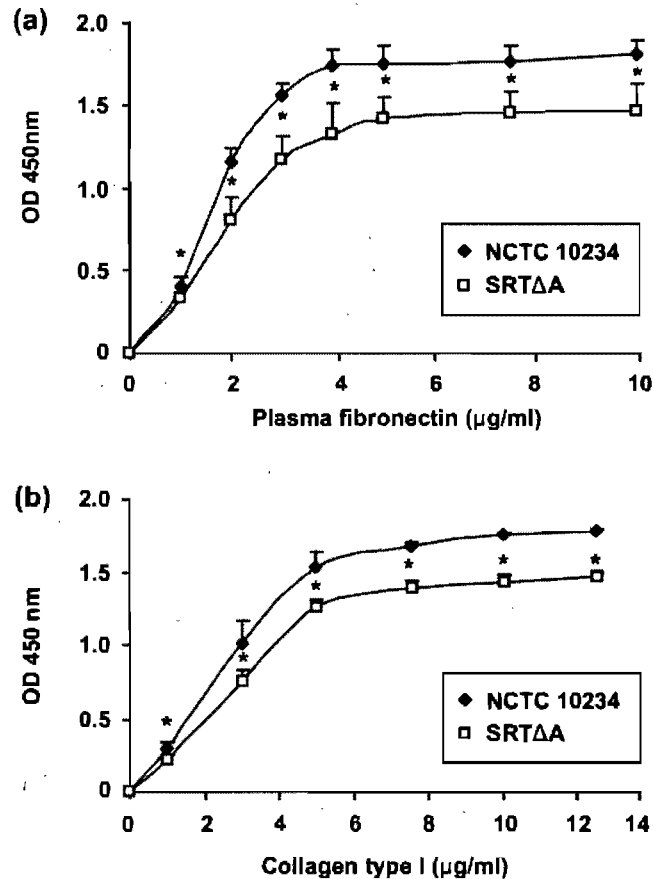 (a)
2.0
1.5
1.0
0.5
0
OD 450nm
* * * * * * * *
NCTC 10234
SRTΔA
0 2 4 6 8 10
Plasma fibronectin (µg/ml)
(b)
2.0
1.5
1.0
0.5
0
OD 450 nm
* * * * * *
NCTC 10234
SRTΔA
0 2 4 6 8 10 12 14
Collagen type I (µg/ml)